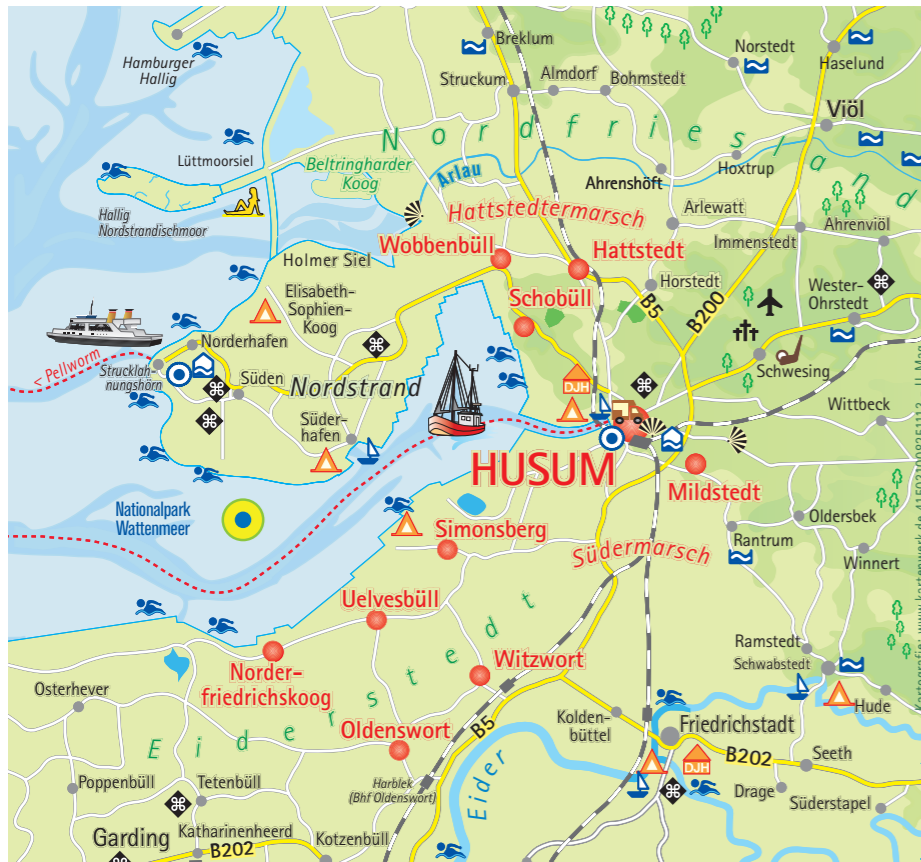 Breklum
Norstedt
Haselund
Hamburger
Hallig
Struckum
Almdorf
Bohmstedt
Viöl
Nordfriesland
Lüttmoorsiel
Beltringharder
Koog
Arlau
Ahrenshöft
Hoxtrup
Hallig
Nordstrandischmoor
Hattstedtermarsch
Arlewatt
Ahrenviöl
Immenstedt
Wobbenbüll
Hattstedt
Holmer Siel
Elisabeth-
Sophien-
Koog
Schobüll
Horstedt
B5
B200
Wester-
Ohrstedt
Norderhafen
< Pellworm
Strucklah-
nungshörn
Süden
Nordstrand
DJH
Schwesing
Süder-
hafen
Wittbeck
HUSUM
Mildstedt
Nationalpark
Wattenmeer
Simonsberg
Südermarsch
Oldersbek
Rantrum
Winnert
Uelvesbüll
Norder-
friedrichskoog
Witzwort
Ramstedt
Schwabstedt
Osterhever
Eiderstedt
Oldenswort
B5
Kolden-
büttel
Friedrichstadt
Hude
B202
Seeth
DJH
Poppenbüll
Tetenbüll
Harblek
(Bhf Oldenswort)
Eider
Drage
Süderstapel
Garding
Katharinenheerd
B202
Kotzenbüll